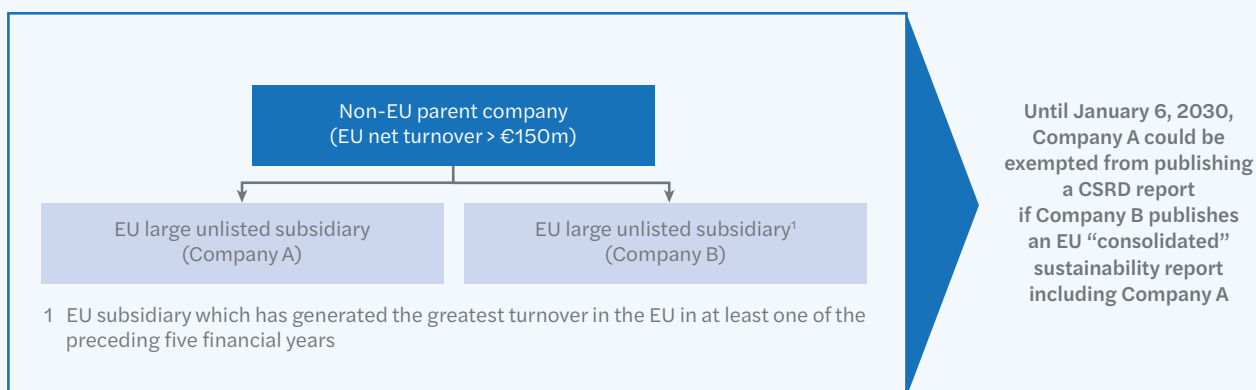 Non-EU parent company
(EU net turnover > €150m)
EU large unlisted subsidiary
(Company A)
EU large unlisted subsidiary¹
(Company B)
1 EU subsidiary which has generated the greatest turnover in the EU in at least one of the
preceding five financial years
Until January 6, 2030,
Company A could be
exempted from publishing
a CSRD report
if Company B publishes
an EU “consolidated”
sustainability report
including Company A